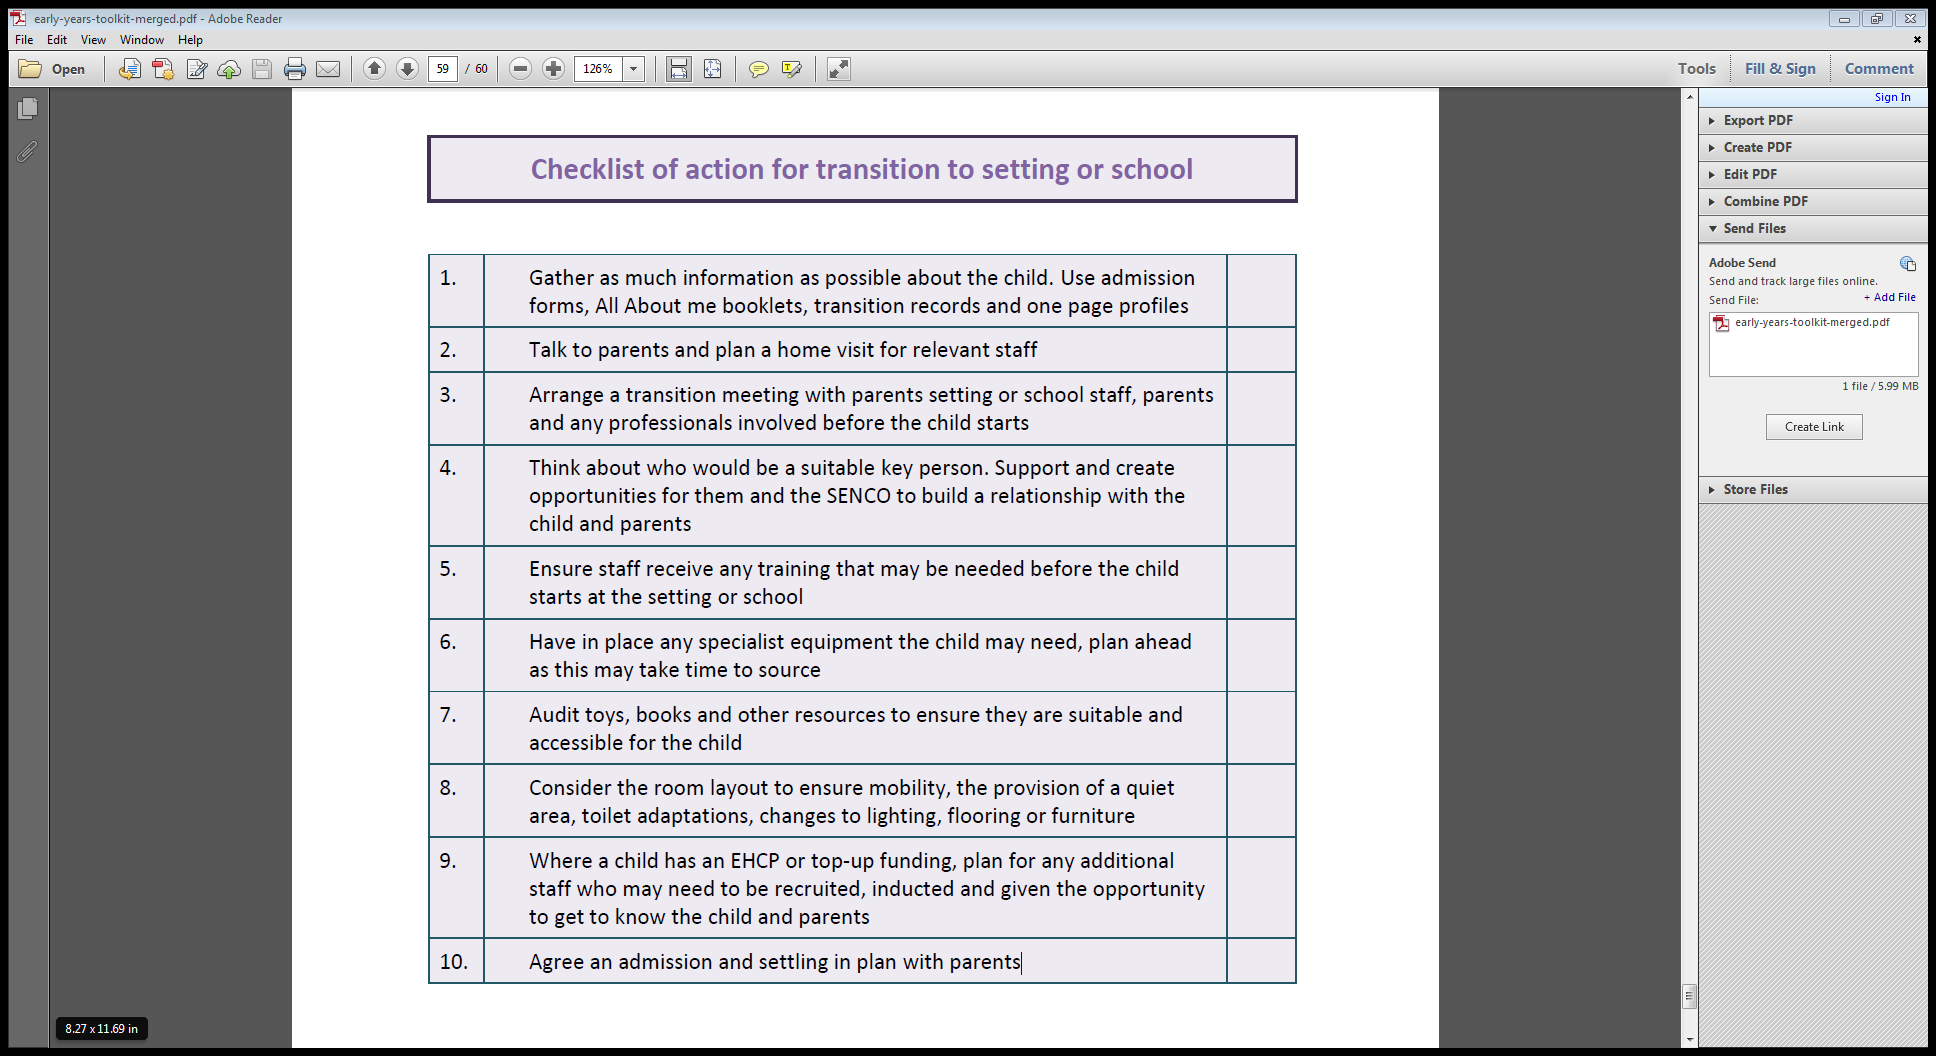 early-years-toolkit-merged.pdf - Adobe Reader
File Edit View Window Help
Open 59 / 60 126% Tools Fill & Sign Comment
Sign In
Export PDF
Create PDF
Edit PDF
Combine PDF
Send Files
Adobe Send
Send and track large files online.
Send File: + Add File
early-years-toolkit-merged.pdf
1 file / 5.99 MB
Create Link
Store Files
Checklist of action for transition to setting or school
1. Gather as much information as possible about the child. Use admission
forms, All About me booklets, transition records and one page profiles
2. Talk to parents and plan a home visit for relevant staff
3. Arrange a transition meeting with parents setting or school staff, parents
and any professionals involved before the child starts
4. Think about who would be a suitable key person. Support and create
opportunities for them and the SENCO to build a relationship with the
child and parents
5. Ensure staff receive any training that may be needed before the child
starts at the setting or school
6. Have in place any specialist equipment the child may need, plan ahead
as this may take time to source
7. Audit toys, books and other resources to ensure they are suitable and
accessible for the child
8. Consider the room layout to ensure mobility, the provision of a quiet
area, toilet adaptations, changes to lighting, flooring or furniture
9. Where a child has an EHCP or top-up funding, plan for any additional
staff who may need to be recruited, inducted and given the opportunity
to get to know the child and parents
10. Agree an admission and settling in plan with parents
8.27 x 11.69 in